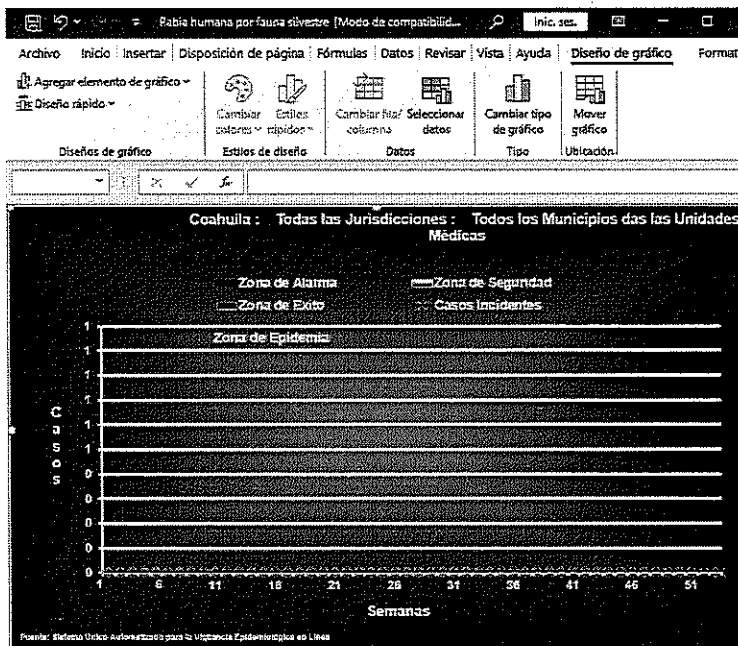 Rabia humana por fauna silvestre [Modo de compatibilid...
Inic. ses.
Archivo Inicio Insertar Disposición de página Fórmulas Datos Revisar Vista Ayuda Diseño de gráfico Format
Agregar elemento de gráfico
Diseño rápido
Cambiar colores
Estilos rápidos
Cambiar fila/ columna
Seleccionar datos
Cambiar tipo de gráfico
Mover gráfico
Diseños de gráfico Estilos de diseño Datos Tipo Ubicación
fx
Coahuila : Todas las Jurisdicciones : Todos los Municipios das las Unidades
Médicas
Zona de Alarma Zona de Seguridad
Zona de Exito Casos Incidentes
Zona de Epidemia
1
1
1
1
1
1
0
0
0
0
0
Casos
1 6 11 16 21 26 31 36 41 46 51
Semanas
Fuente: Sistema Único Automatizado para la Vigilancia Epidemiológica en Línea